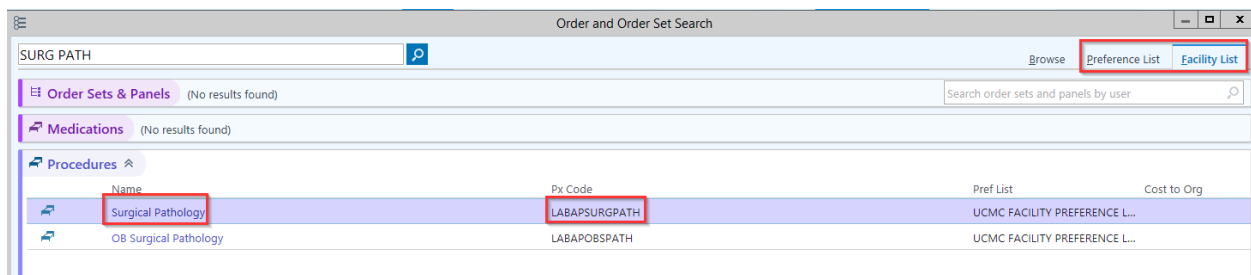 Order and Order Set Search
SURG PATH
Browse Preference List Facility List
Order Sets & Panels (No results found) Search order sets and panels by user
Medications (No results found)
Procedures
Name Px Code Pref List Cost to Org
Surgical Pathology LABAPSURGPATH UCMC FACILITY PREFERENCE L...
OB Surgical Pathology LABAPOBSPATH UCMC FACILITY PREFERENCE L...